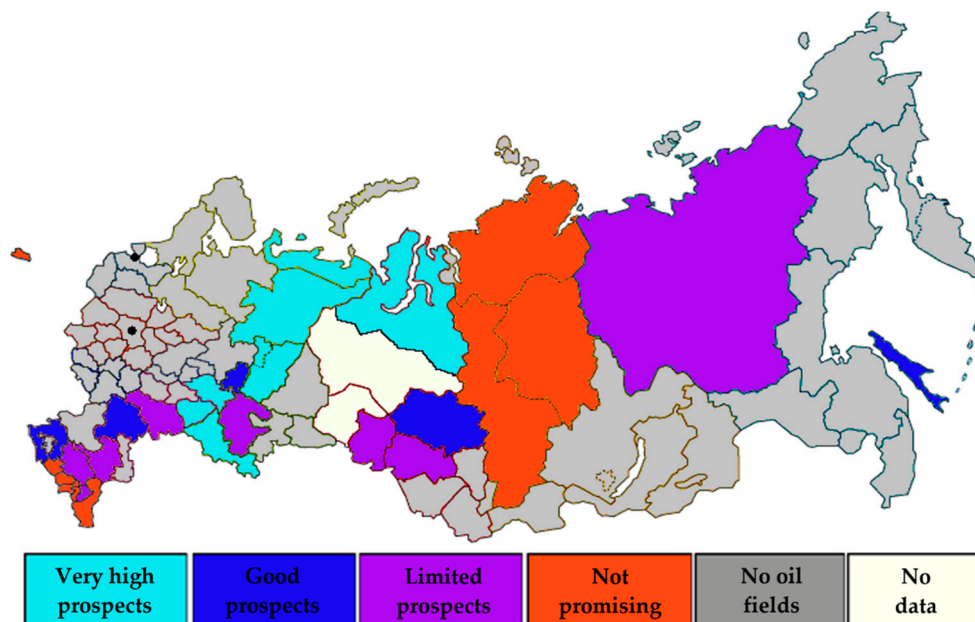 Very high
prospects
Good
prospects
Limited
prospects
Not
promising
No oil
fields
No
data